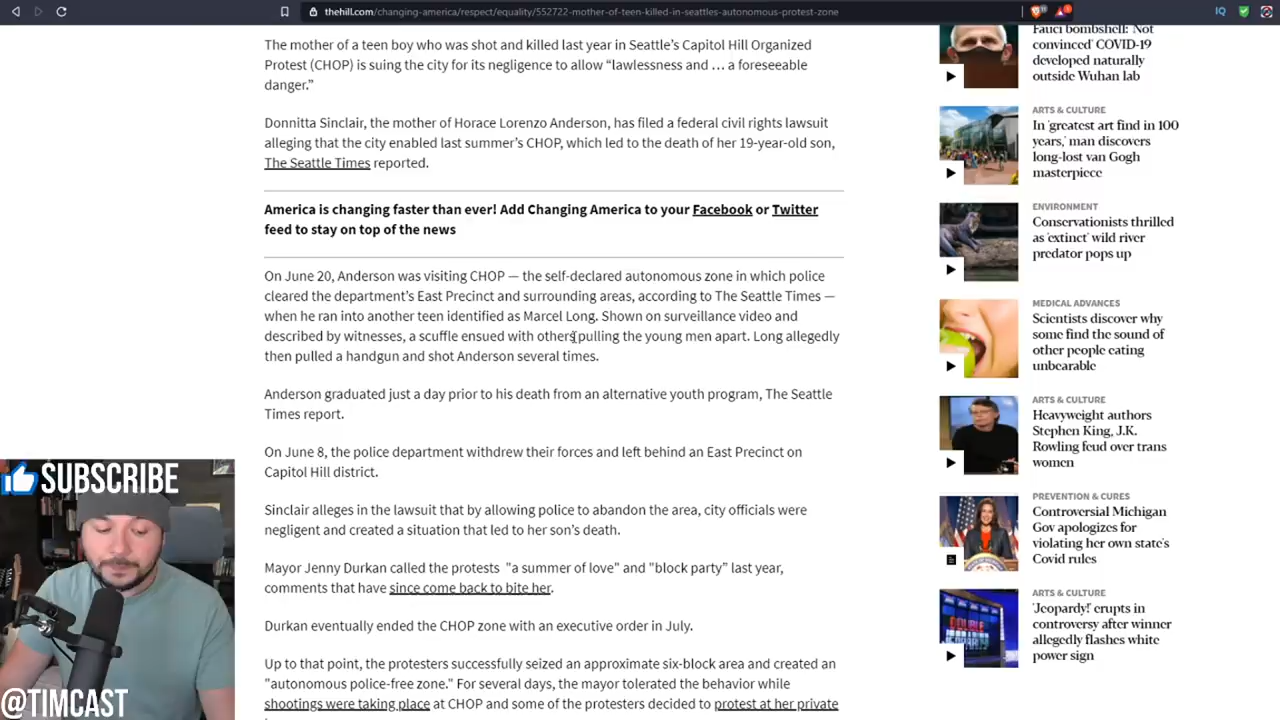 thehill.com/changing-america/respect/equality/552722-mother-of-teen-killed-in-seattles-autonomous-protest-zone
The mother of a teen boy who was shot and killed last year in Seattle's Capitol Hill Organized
Protest (CHOP) is suing the city for its negligence to allow “lawlessness and … a foreseeable
danger.”
Donnitta Sinclair, the mother of Horace Lorenzo Anderson, has filed a federal civil rights lawsuit
alleging that the city enabled last summer's CHOP, which led to the death of her 19-year-old son,
The Seattle Times reported.
America is changing faster than ever! Add Changing America to your Facebook or Twitter
feed to stay on top of the news
On June 20, Anderson was visiting CHOP — the self-declared autonomous zone in which police
cleared the department's East Precinct and surrounding areas, according to The Seattle Times —
when he ran into another teen identified as Marcel Long. Shown on surveillance video and
described by witnesses, a scuffle ensued with others pulling the young men apart. Long allegedly
then pulled a handgun and shot Anderson several times.
Anderson graduated just a day prior to his death from an alternative youth program, The Seattle
Times report.
On June 8, the police department withdrew their forces and left behind an East Precinct on
Capitol Hill district.
Sinclair alleges in the lawsuit that by allowing police to abandon the area, city officials were
negligent and created a situation that led to her son's death.
Mayor Jenny Durkan called the protests "a summer of love" and "block party" last year,
comments that have since come back to bite her.
Durkan eventually ended the CHOP zone with an executive order in July.
Up to that point, the protesters successfully seized an approximate six-block area and created an
"autonomous police-free zone." For several days, the mayor tolerated the behavior while
shootings were taking place at CHOP and some of the protesters decided to protest at her private
Fauci bombshell: 'Not
convinced' COVID-19
developed naturally
outside Wuhan lab
ARTS & CULTURE
In 'greatest art find in 100
years,' man discovers
long-lost van Gogh
masterpiece
ENVIRONMENT
Conservationists thrilled
as 'extinct' wild river
predator pops up
MEDICAL ADVANCES
Scientists discover why
some find the sound of
other people eating
unbearable
ARTS & CULTURE
Heavyweight authors
Stephen King, J.K.
Rowling feud over trans
women
PREVENTION & CURES
Controversial Michigan
Gov apologizes for
violating her own state's
Covid rules
ARTS & CULTURE
'Jeopardy!' erupts in
controversy after winner
allegedly flashes white
power sign
SUBSCRIBE
@TIMCAST
IQ